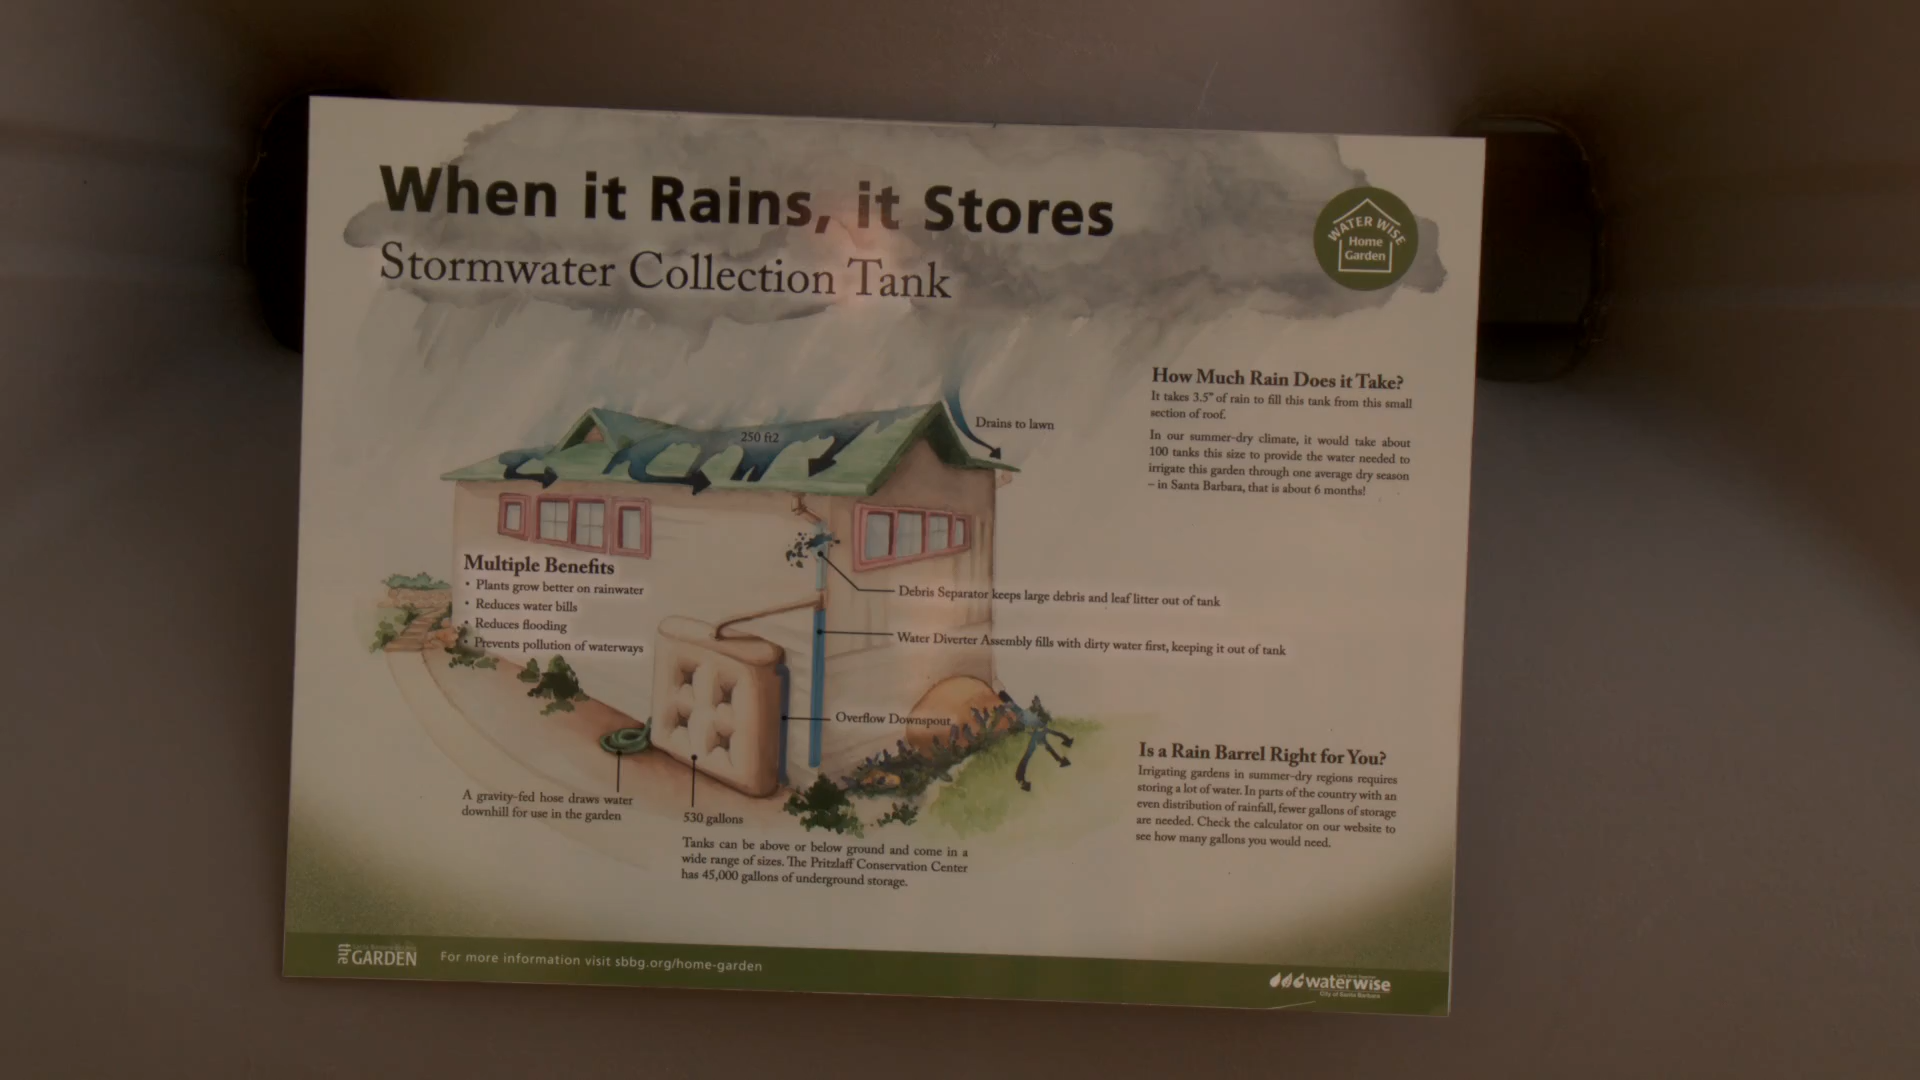 When it Rains, it Stores
Stormwater Collection Tank
WATER WISE
Home
Garden
How Much Rain Does it Take?
It takes 3.5" of rain to fill this tank from this small
section of roof.
In our summer-dry climate, it would take about
100 tanks this size to provide the water needed to
irrigate this garden through one average dry season
– in Santa Barbara, that is about 6 months!
Drains to lawn
250 ft2
Multiple Benefits
• Plants grow better on rainwater
• Reduces water bills
• Reduces flooding
• Prevents pollution of waterways
Debris Separator keeps large debris and leaf litter out of tank
Water Diverter Assembly fills with dirty water first, keeping it out of tank
Overflow Downspout
A gravity-fed hose draws water
downhill for use in the garden
530 gallons
Tanks can be above or below ground and come in a
wide range of sizes. The Pritzlaff Conservation Center
has 45,000 gallons of underground storage.
Is a Rain Barrel Right for You?
Irrigating gardens in summer-dry regions requires
storing a lot of water. In parts of the country with an
even distribution of rainfall, fewer gallons of storage
are needed. Check the calculator on our website to
see how many gallons you would need.
the GARDEN
For more information visit sbbg.org/home-garden
waterwise
City of Santa Barbara